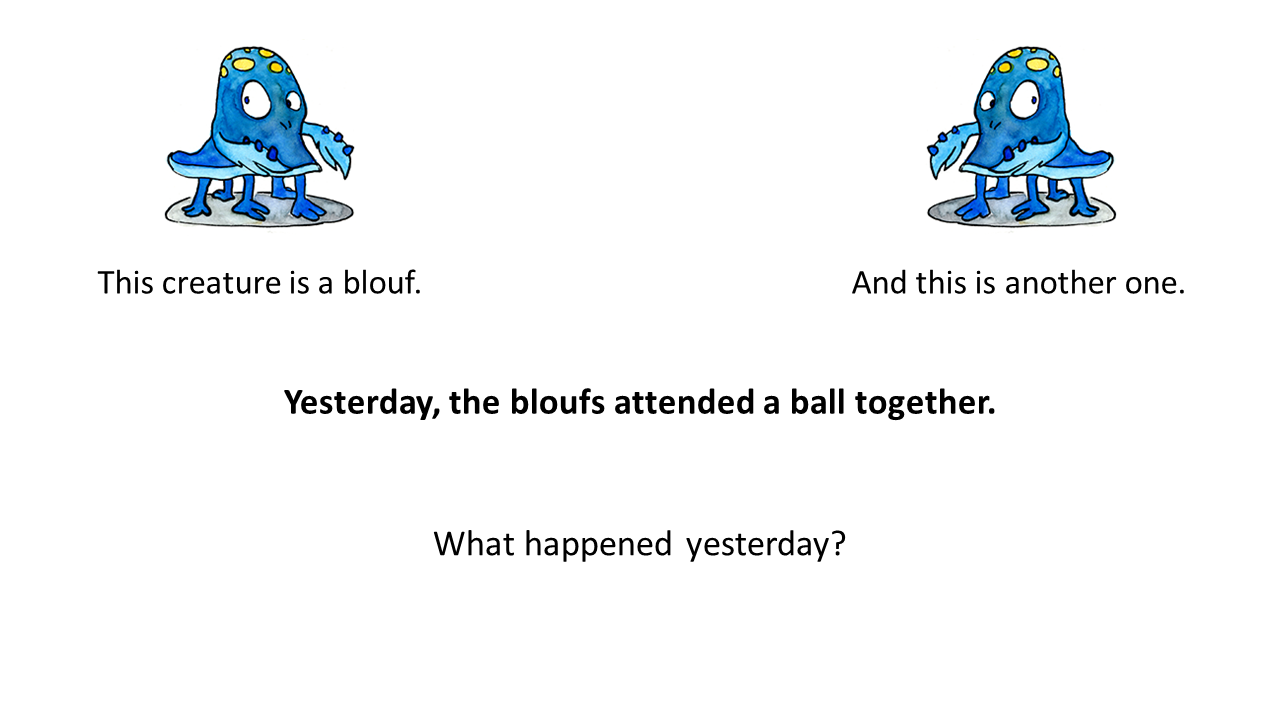 This creature is a blouf.
And this is another one.
Yesterday, the bloufs attended a ball together.
What happened yesterday?